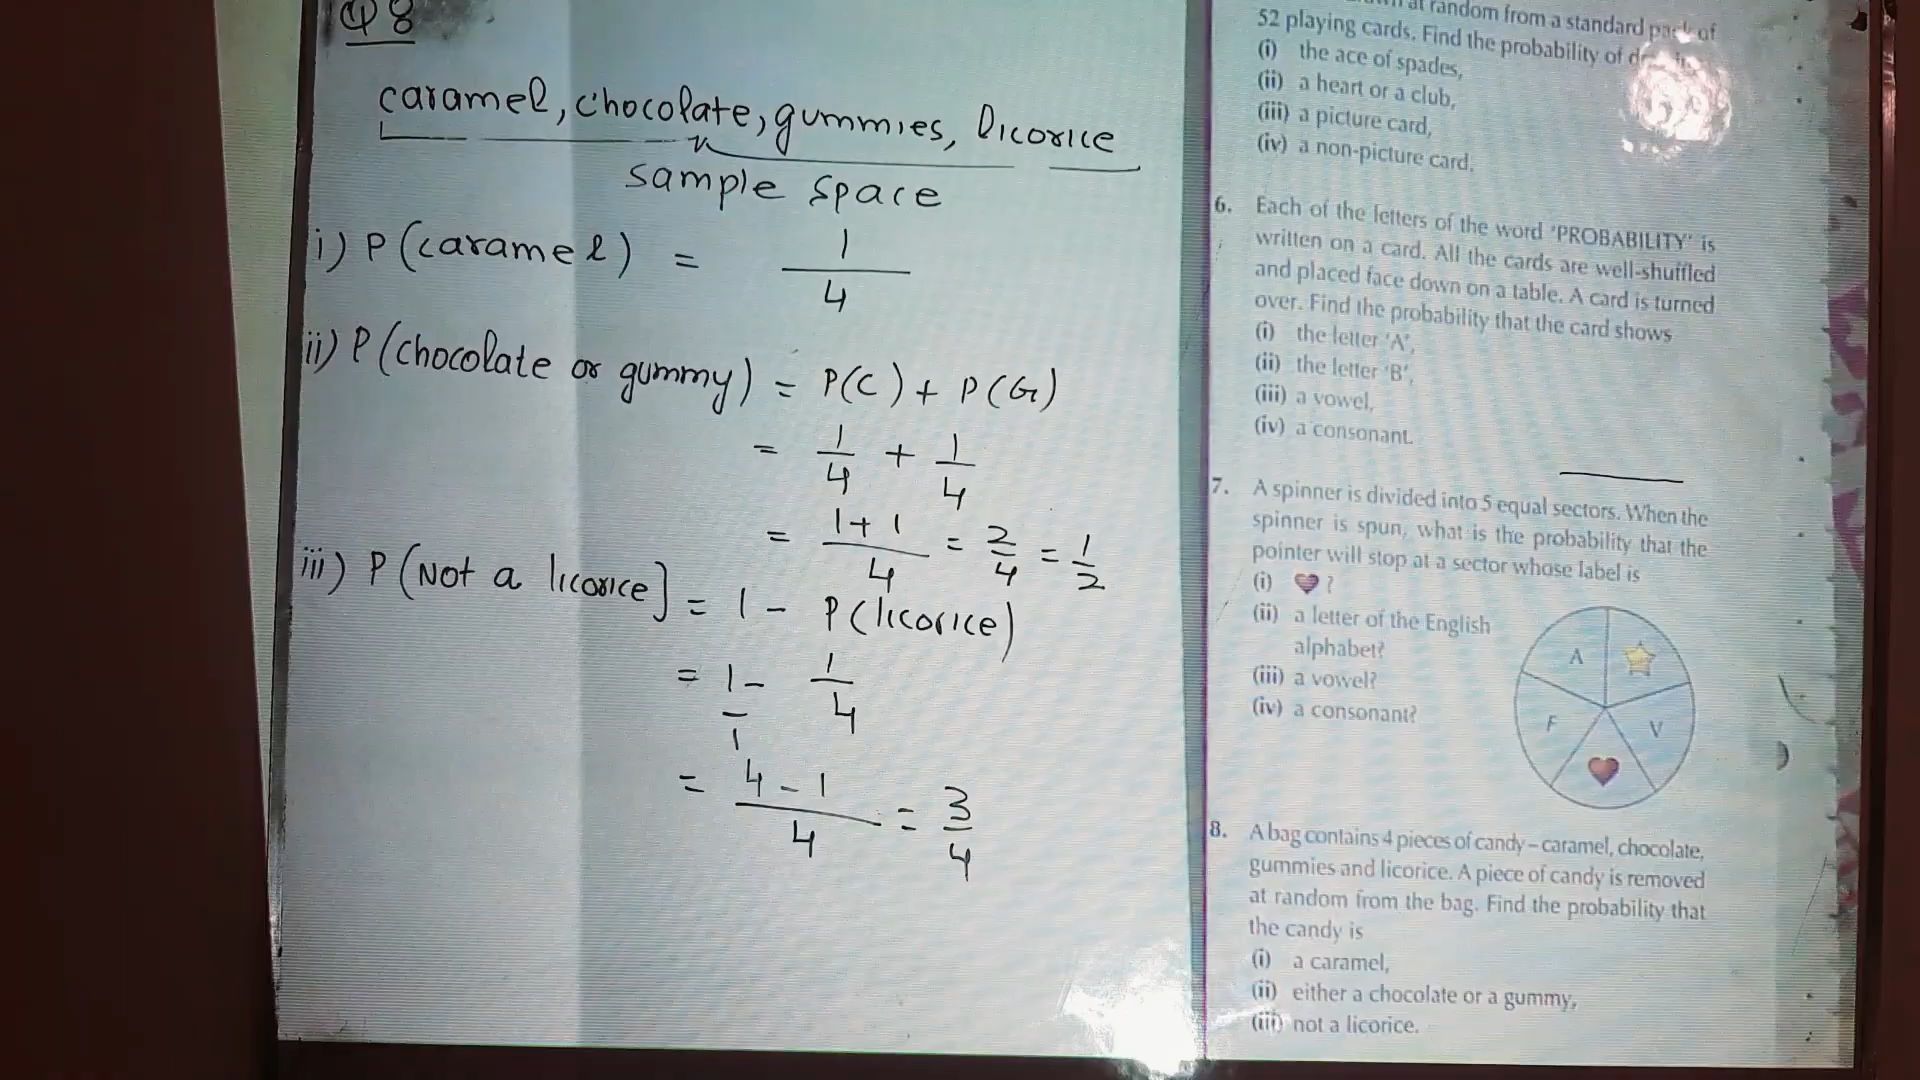 Q 8
caramel, chocolate, gummies, licorice
sample space
i) P (caramel) = 1/4
ii) P (chocolate or gummy) = P(C) + P(G)
= 1/4 + 1/4
= 1+1/4 = 2/4 = 1/2
iii) P (Not a licorice] = 1 - P(licorice)
= 1/1 - 1/4
= 4-1/4 = 3/4
at random from a standard pack of
52 playing cards. Find the probability of
(i) the ace of spades,
(ii) a heart or a club,
(iii) a picture card,
(iv) a non-picture card.
6. Each of the letters of the word 'PROBABILITY' is
written on a card. All the cards are well-shuffled
and placed face down on a table. A card is turned
over. Find the probability that the card shows
(i) the letter 'A',
(ii) the letter 'B',
(iii) a vowel,
(iv) a consonant.
7. A spinner is divided into 5 equal sectors. When the
spinner is spun, what is the probability that the
pointer will stop at a sector whose label is
(i) ♥ ?
(ii) a letter of the English
alphabet?
(iii) a vowel?
(iv) a consonant?
A
F
V
8. A bag contains 4 pieces of candy – caramel, chocolate,
gummies and licorice. A piece of candy is removed
at random from the bag. Find the probability that
the candy is
(i) a caramel,
(ii) either a chocolate or a gummy,
(iii) not a licorice.